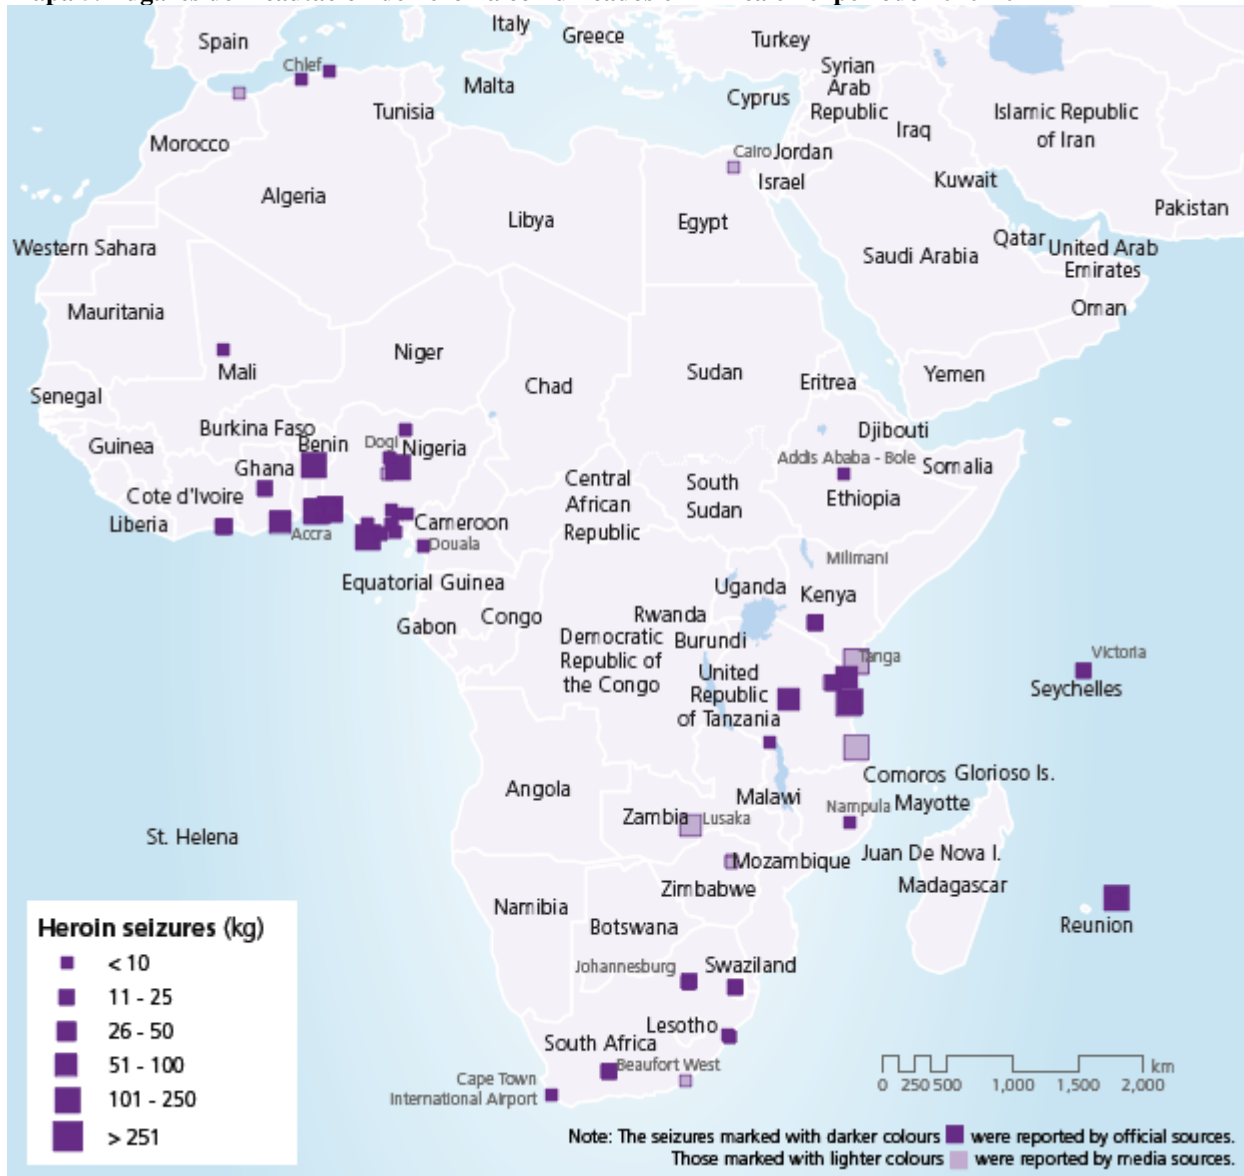 Spain
Italy
Greece
Turkey
Chlef
Malta
Cyprus
Syrian
Arab
Republic
Tunisia
Iraq
Islamic Republic
of Iran
Morocco
Cairo
Jordan
Israel
Kuwait
Algeria
Libya
Egypt
Pakistan
Western Sahara
Saudi Arabia
Qatar
United Arab
Emirates
Mauritania
Oman
Mali
Niger
Chad
Sudan
Eritrea
Yemen
Senegal
Burkina Faso
Benin
Nigeria
Djibouti
Guinea
Ghana
Addis Ababa - Bole
Somalia
Cote d'Ivoire
Central
African
Republic
South
Sudan
Ethiopia
Liberia
Accra
Cameroon
Douala
Milimani
Equatorial Guinea
Uganda
Kenya
Gabon
Congo
Rwanda
Burundi
Democratic
Republic of
the Congo
Tanga
Victoria
Seychelles
United
Republic
of Tanzania
Angola
Comoros
Glorioso Is.
Malawi
Nampula
Mayotte
Zambia
Lusaka
St. Helena
Mozambique
Juan De Nova I.
Zimbabwe
Madagascar
Namibia
Botswana
Reunion
Johannesburg
Swaziland
Lesotho
South Africa
Beaufort West
Cape Town
International Airport
Heroin seizures (kg)
< 10
11 - 25
26 - 50
51 - 100
101 - 250
> 251
km
0 250 500 1,000 1,500 2,000
Note: The seizures marked with darker colours were reported by official sources.
Those marked with lighter colours were reported by media sources.